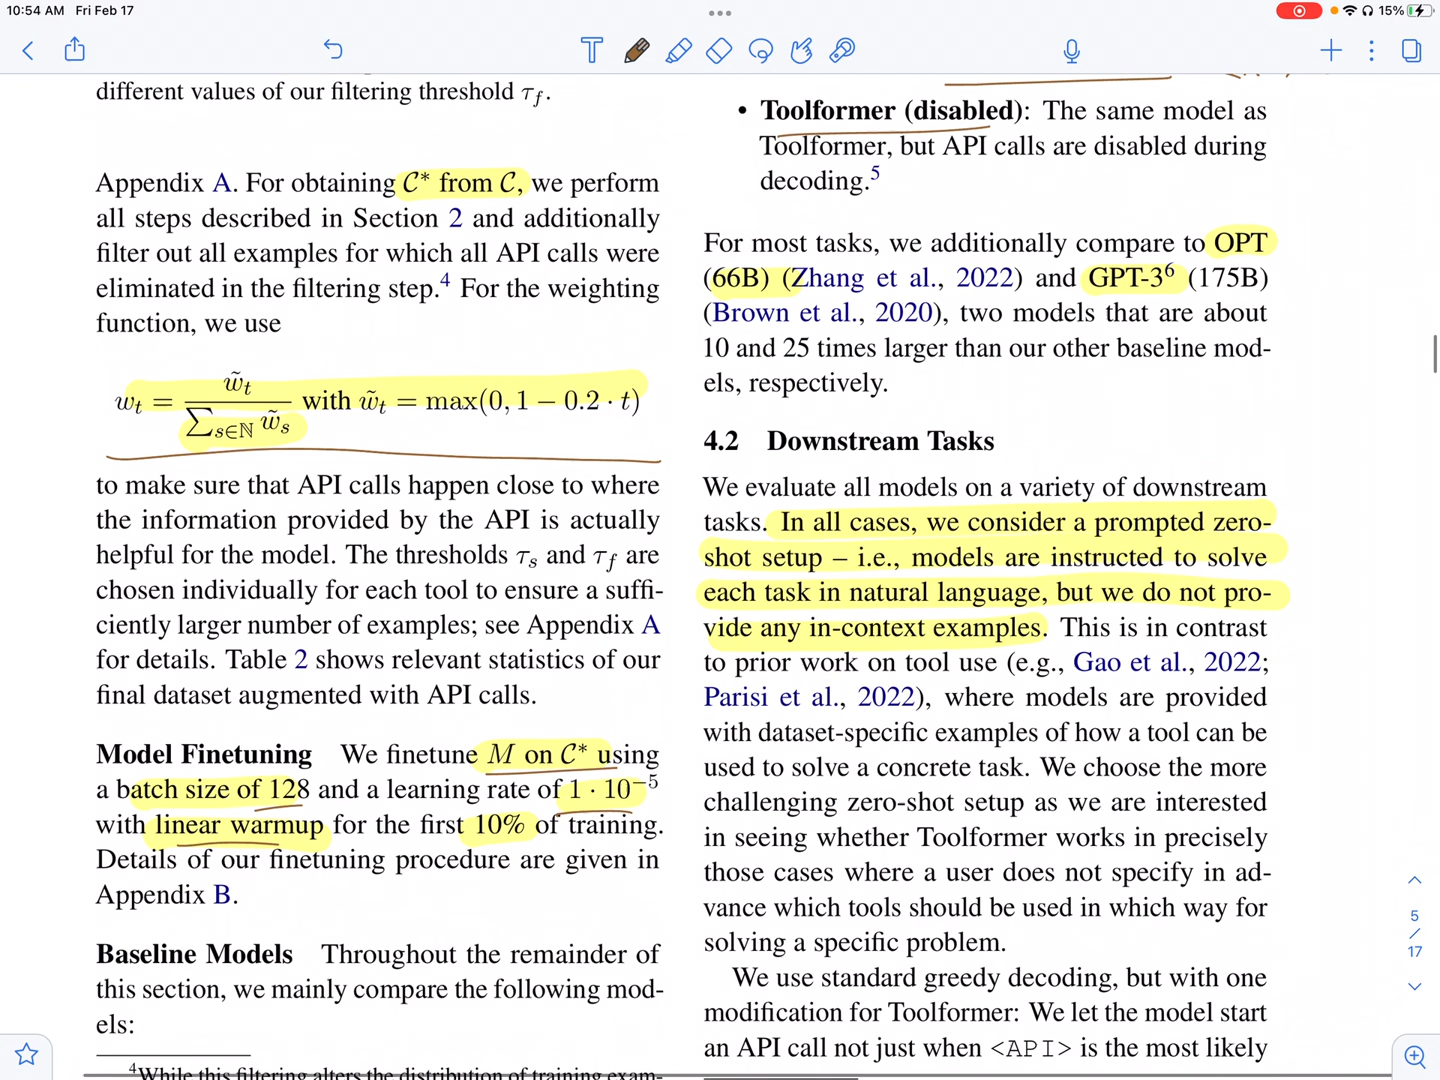 10:54 AM Fri Feb 17
15%
different values of our filtering threshold τf.
Appendix A. For obtaining C* from C, we perform
all steps described in Section 2 and additionally
filter out all examples for which all API calls were
eliminated in the filtering step.4 For the weighting
function, we use
wt = w̃t / ∑s∈N w̃s with w̃t = max(0, 1 − 0.2 · t)
to make sure that API calls happen close to where
the information provided by the API is actually
helpful for the model. The thresholds τs and τf are
chosen individually for each tool to ensure a suffi-
ciently larger number of examples; see Appendix A
for details. Table 2 shows relevant statistics of our
final dataset augmented with API calls.
Model Finetuning We finetune M on C* using
a batch size of 128 and a learning rate of 1 · 10−5
with linear warmup for the first 10% of training.
Details of our finetuning procedure are given in
Appendix B.
Baseline Models Throughout the remainder of
this section, we mainly compare the following mod-
els:
4While this filtering alters the distribution of training exam-
• Toolformer (disabled): The same model as
Toolformer, but API calls are disabled during
decoding.5
For most tasks, we additionally compare to OPT
(66B) (Zhang et al., 2022) and GPT-36 (175B)
(Brown et al., 2020), two models that are about
10 and 25 times larger than our other baseline mod-
els, respectively.
4.2 Downstream Tasks
We evaluate all models on a variety of downstream
tasks. In all cases, we consider a prompted zero-
shot setup – i.e., models are instructed to solve
each task in natural language, but we do not pro-
vide any in-context examples. This is in contrast
to prior work on tool use (e.g., Gao et al., 2022;
Parisi et al., 2022), where models are provided
with dataset-specific examples of how a tool can be
used to solve a concrete task. We choose the more
challenging zero-shot setup as we are interested
in seeing whether Toolformer works in precisely
those cases where a user does not specify in ad-
vance which tools should be used in which way for
solving a specific problem.
We use standard greedy decoding, but with one
modification for Toolformer: We let the model start
an API call not just when <API> is the most likely
5
/
17